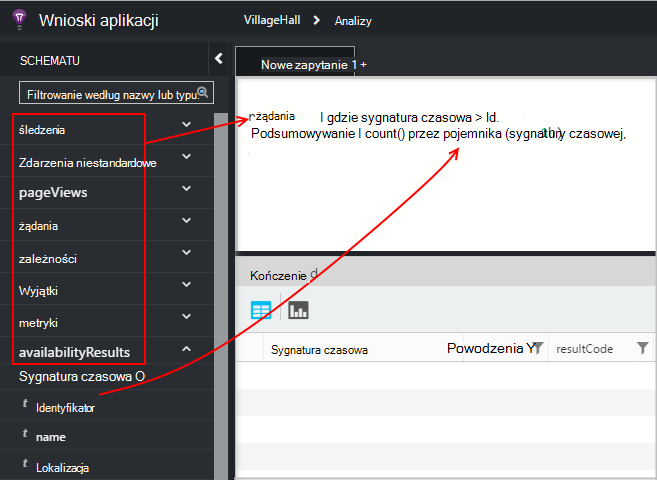 Wnioski aplikacji
VillageHall > Analizy
SCHEMATU
Nowe zapytanie 1 +
Filtrowanie według nazwy lub typu
śledzenia
Zdarzenia niestandardowe
pageViews
żądania
zależności
Wyjątki
metryki
availabilityResults
Sygnatura czasowa O
t Identyfikator
t name
t Lokalizacja
żądania I gdzie sygnatura czasowa > Id.
Podsumowywanie I count() przez pojemnika (sygnatury czasowej,
Kończenie d
Sygnatura czasowa Powodzenia Y resultCode